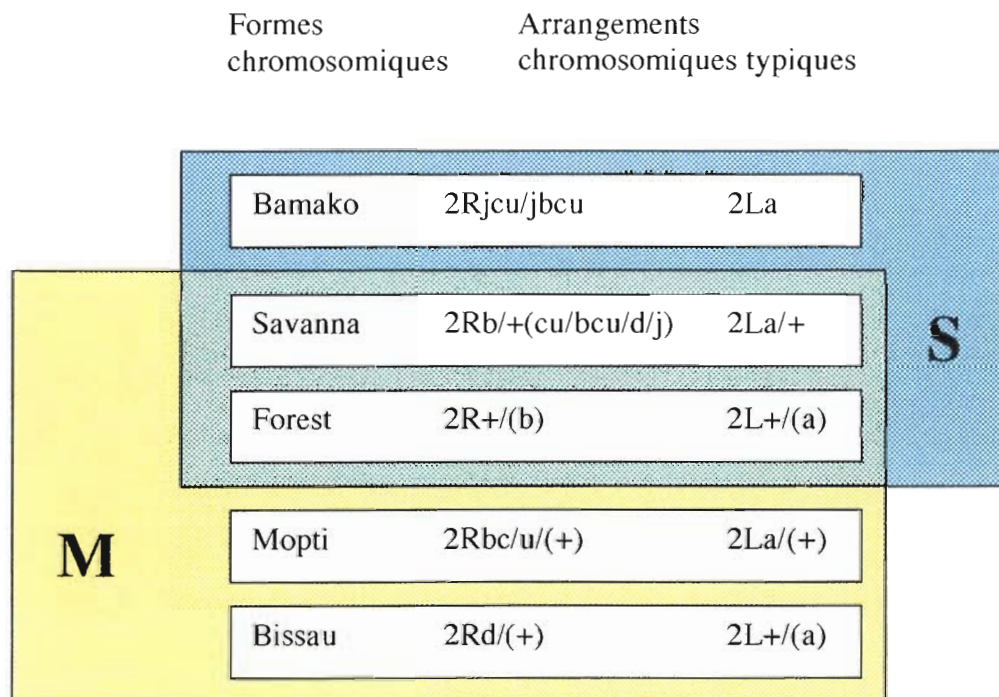 Formes
chromosomiques
Arrangements
chromosomiques typiques
Bamako 2Rjcu/jbcu 2La
Savanna 2Rb/+(cu/bcu/d/j) 2La/+
S
Forest 2R+/(b) 2L+/(a)
M
Mopti 2Rbc/u/(+) 2La/(+)
Bissau 2Rd/(+) 2L+/(a)